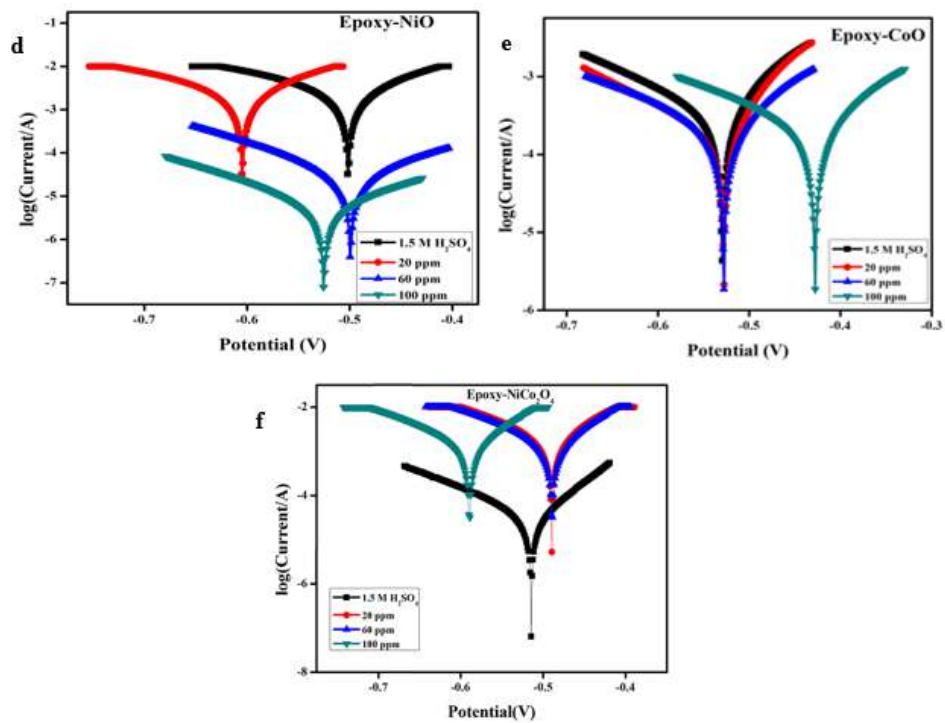 d
Epoxy-NiO
-1
-2
-3
-4
-5
-6
-7
log(Current/A)
1.5 M H₂SO₄
20 ppm
60 ppm
100 ppm
-0.7 -0.6 -0.5 -0.4
Potential (V)
e
Epoxy-CoO
-3
-4
-5
-6
log(Current/A)
1.5 M H₂SO₄
20 ppm
60 ppm
100 ppm
-0.7 -0.6 -0.5 -0.4 -0.3
Potential (V)
f
Epoxy-NiCo₂O₄
-2
-4
-6
-8
log(Current/A)
1.5 M H₂SO₄
20 ppm
60 ppm
100 ppm
-0.7 -0.6 -0.5 -0.4
Potential(V)